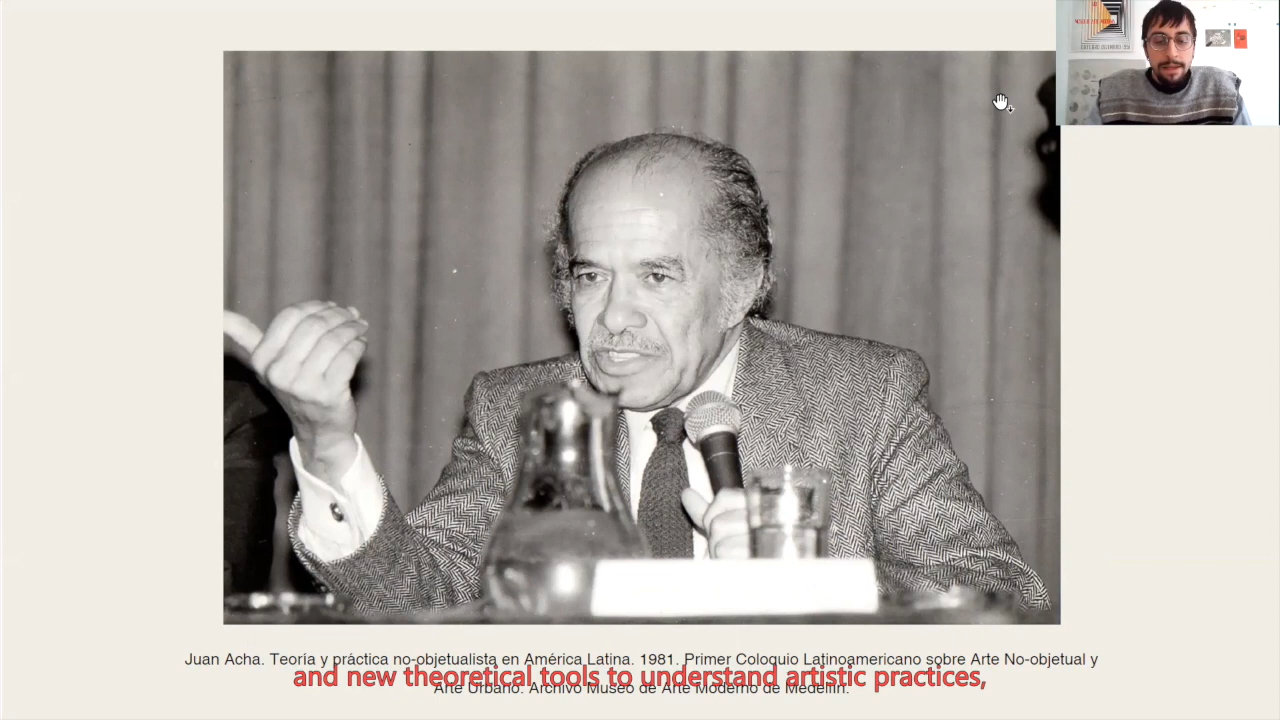 Juan Acha. Teoría y práctica no-objetualista en América Latina. 1981. Primer Coloquio Latinoamericano sobre Arte No-objetual y
and new theoretical tools to understand artistic practices,
Arte Urbano. Archivo Museo de Arte Moderno de Medellín.